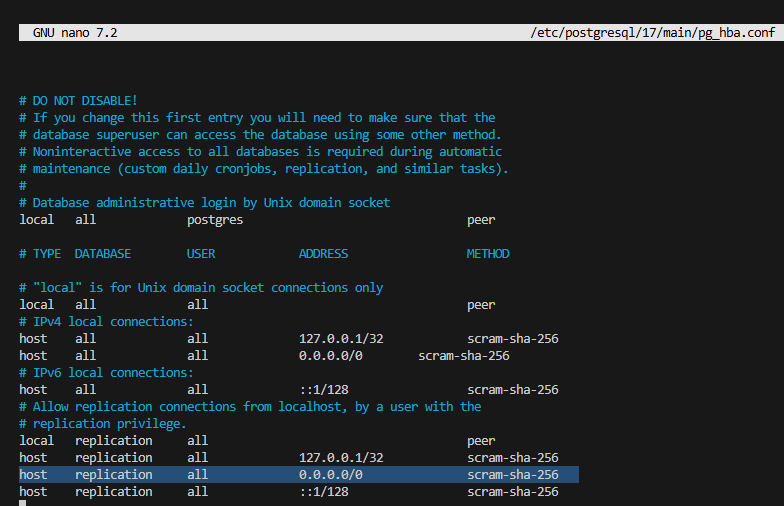 GNU nano 7.2 /etc/postgresql/17/main/pg_hba.conf
# DO NOT DISABLE!
# If you change this first entry you will need to make sure that the
# database superuser can access the database using some other method.
# Noninteractive access to all databases is required during automatic
# maintenance (custom daily cronjobs, replication, and similar tasks).
#
# Database administrative login by Unix domain socket
local   all             postgres                                peer
# TYPE  DATABASE        USER            ADDRESS                 METHOD
# "local" is for Unix domain socket connections only
local   all             all                                     peer
# IPv4 local connections:
host    all             all             127.0.0.1/32            scram-sha-256
host    all             all             0.0.0.0/0        scram-sha-256
# IPv6 local connections:
host    all             all             ::1/128                 scram-sha-256
# Allow replication connections from localhost, by a user with the
# replication privilege.
local   replication     all                                     peer
host    replication     all             127.0.0.1/32            scram-sha-256
host    replication     all             0.0.0.0/0               scram-sha-256
host    replication     all             ::1/128                 scram-sha-256